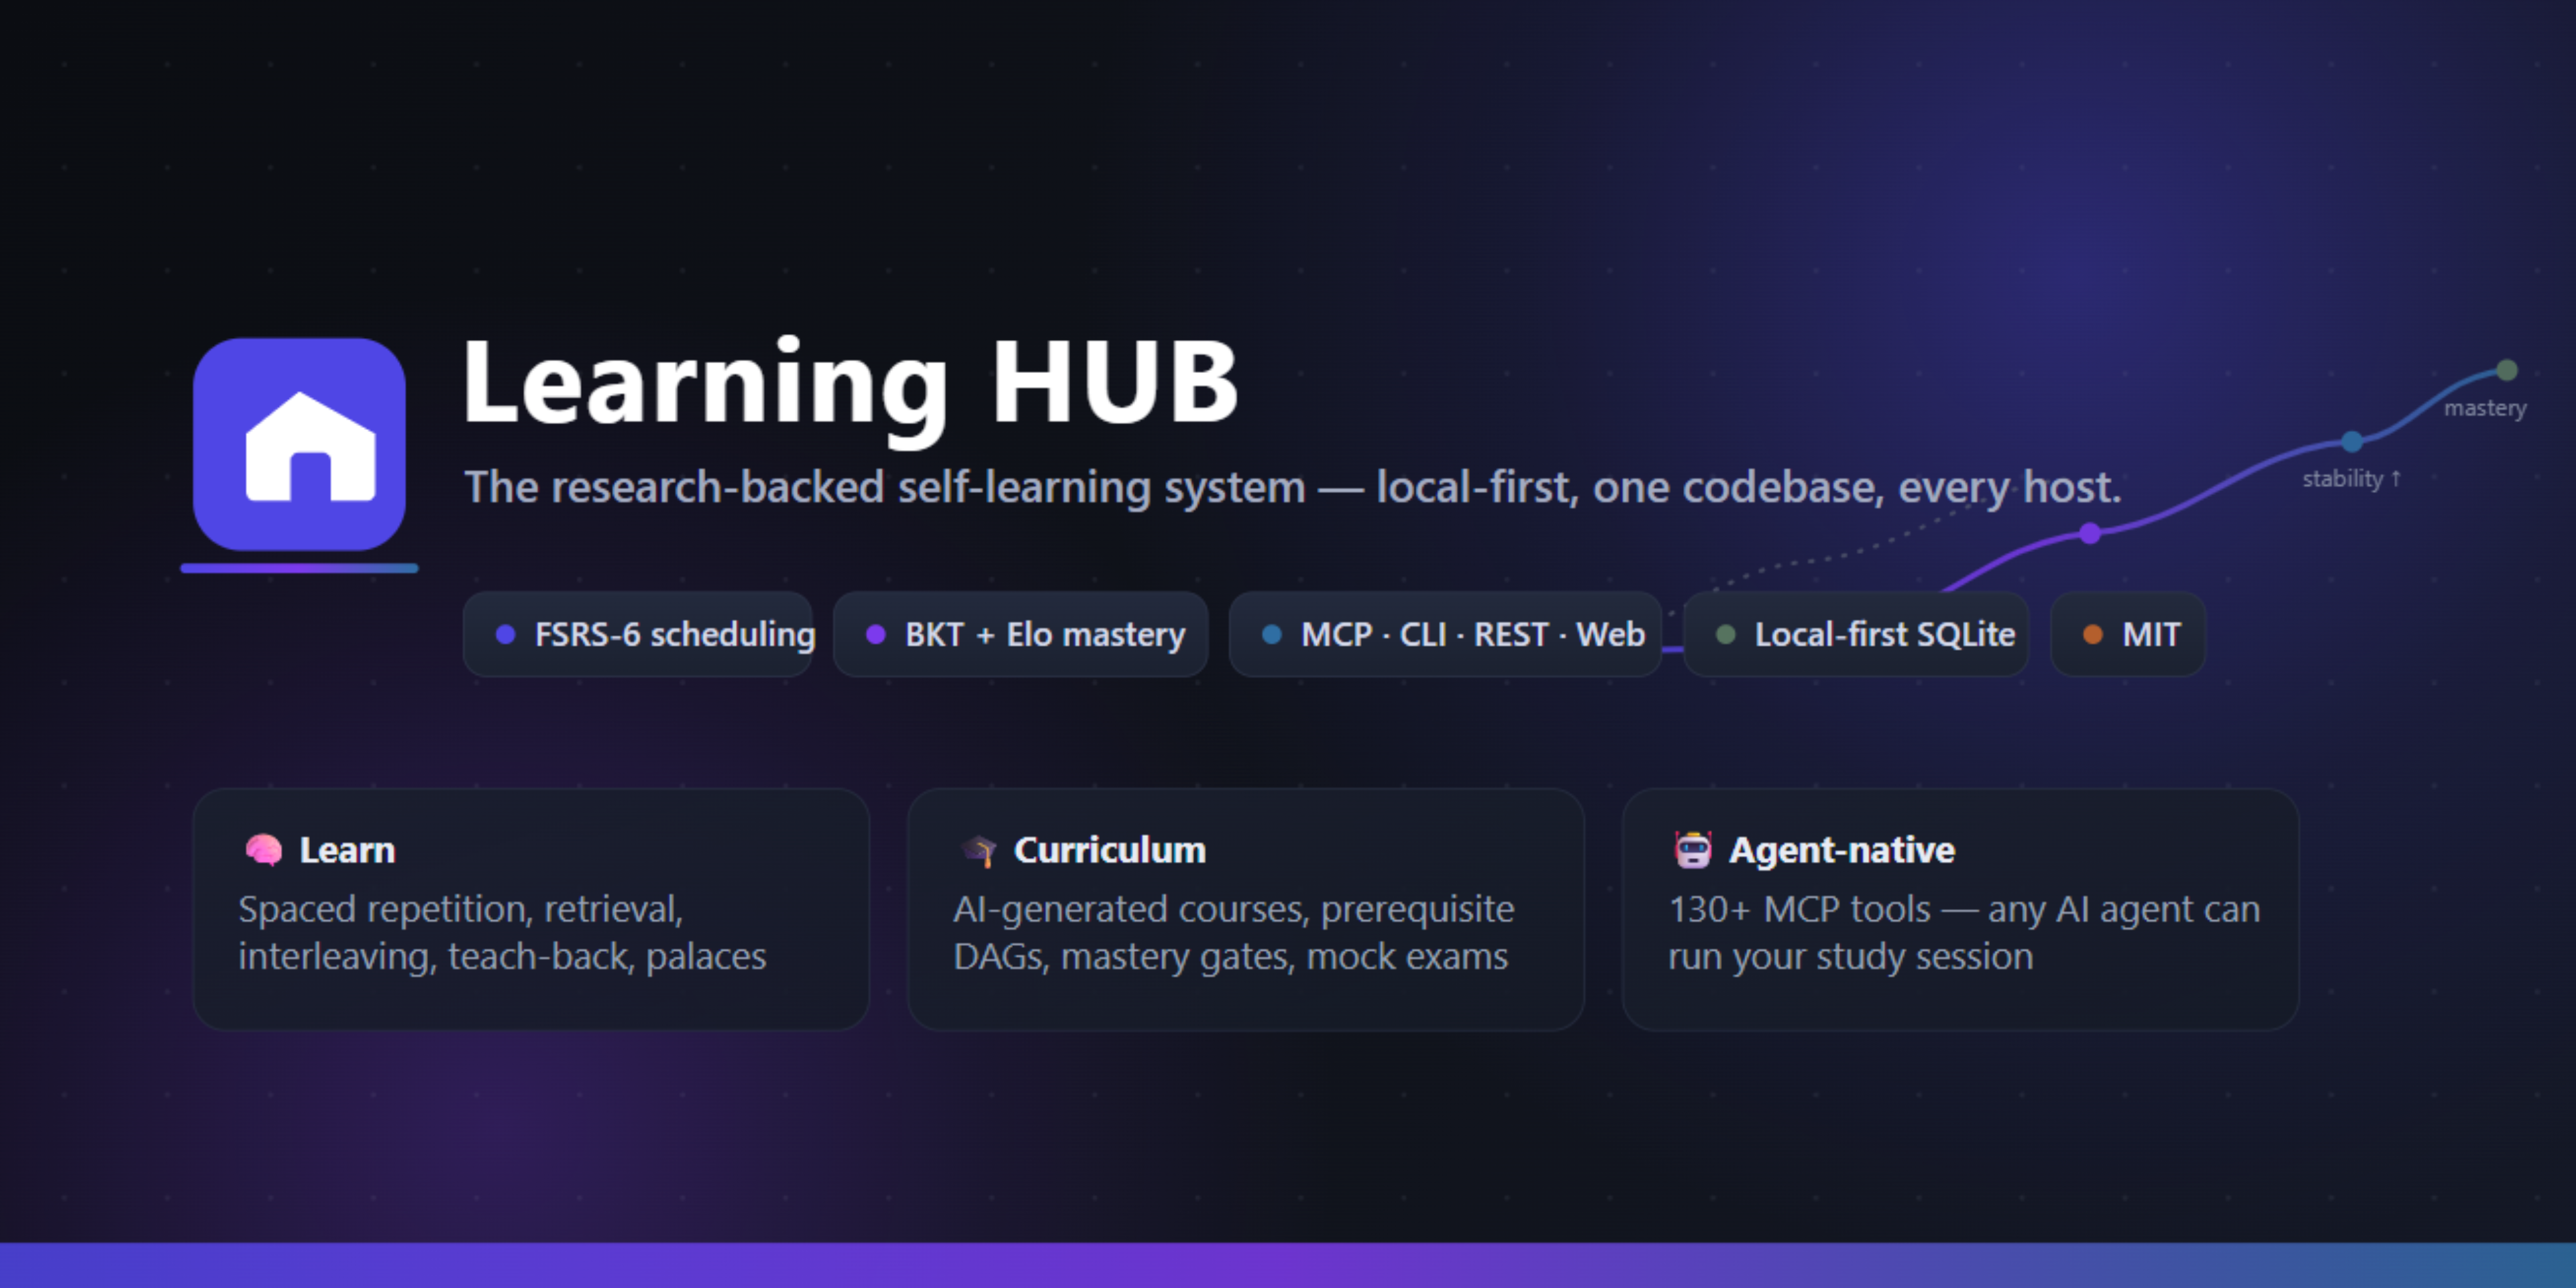 Learning HUB
The research-backed self-learning system — local-first, one codebase, every host.
mastery
stability ↑
FSRS-6 scheduling
BKT + Elo mastery
MCP · CLI · REST · Web
Local-first SQLite
MIT
Learn
Spaced repetition, retrieval,
interleaving, teach-back, palaces
Curriculum
AI-generated courses, prerequisite
DAGs, mastery gates, mock exams
Agent-native
130+ MCP tools — any AI agent can
run your study session